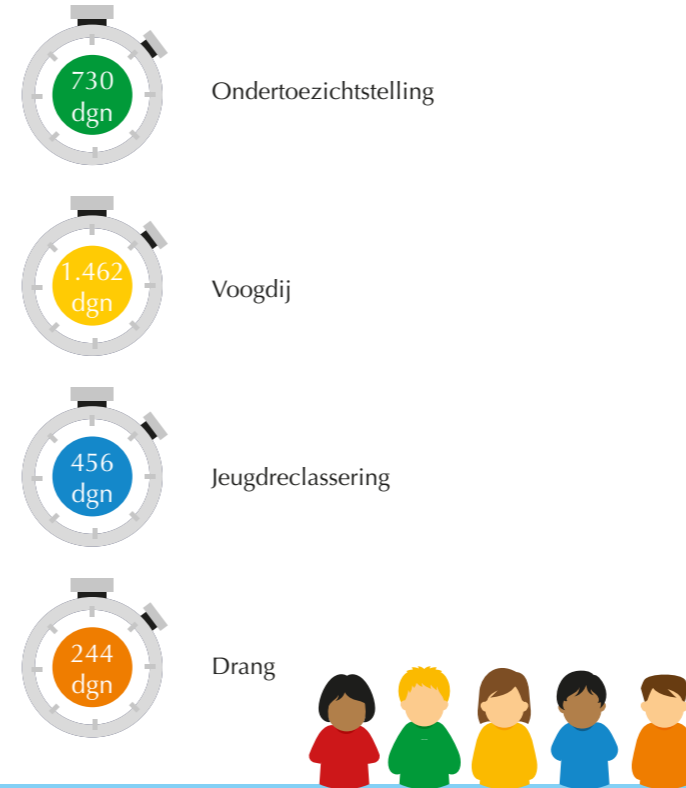 730
dgn
Ondertoezichtstelling
1.462
dgn
Voogdij
456
dgn
Jeugdreclassering
244
dgn
Drang